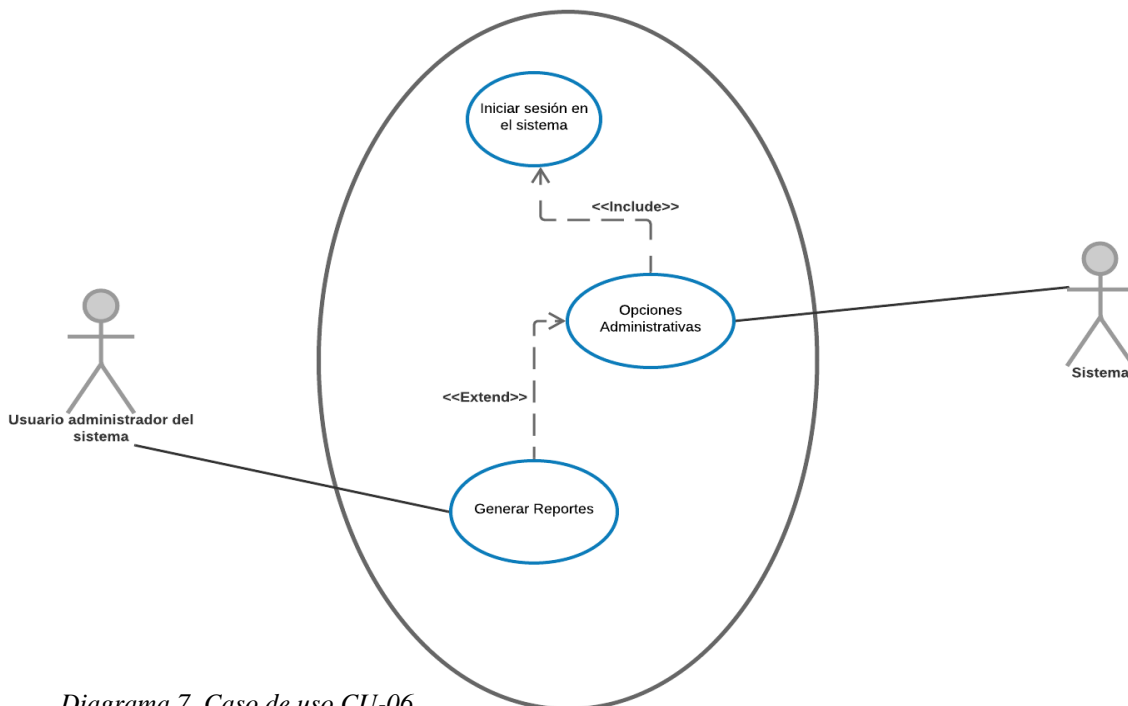 Iniciar sesión en
el sistema
<<Include>>
Opciones
Administrativas
Sistema
<<Extend>>
Usuario administrador del
sistema
Generar Reportes
Diagrama 7. Caso de uso CU-06